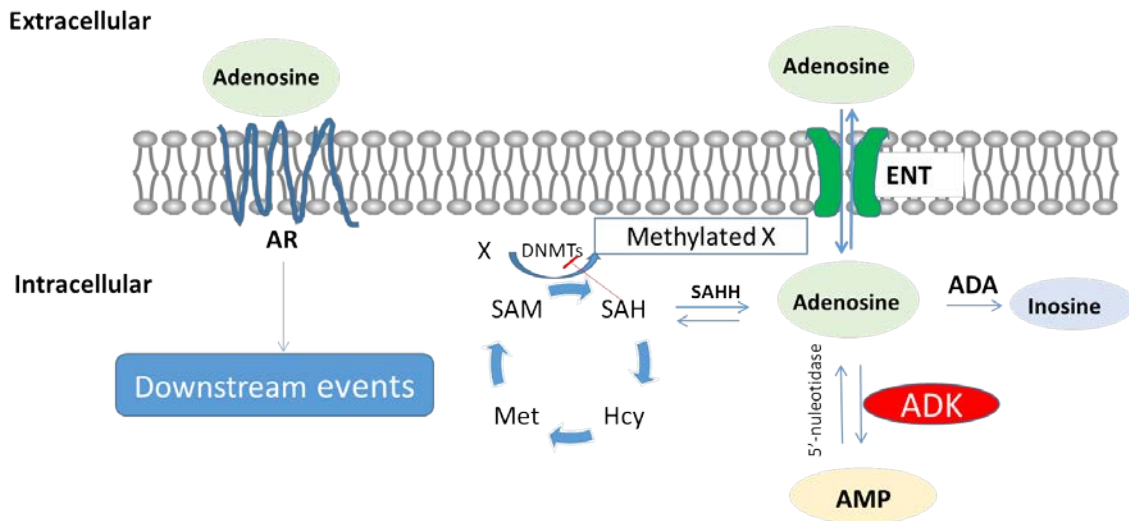 Extracellular
Adenosine
Adenosine
ENT
AR
X
DNMTs
Methylated X
Intracellular
SAM
SAH
SAHH
Adenosine
ADA
Inosine
Downstream events
Met
Hcy
5’-nuleotidase
ADK
AMP